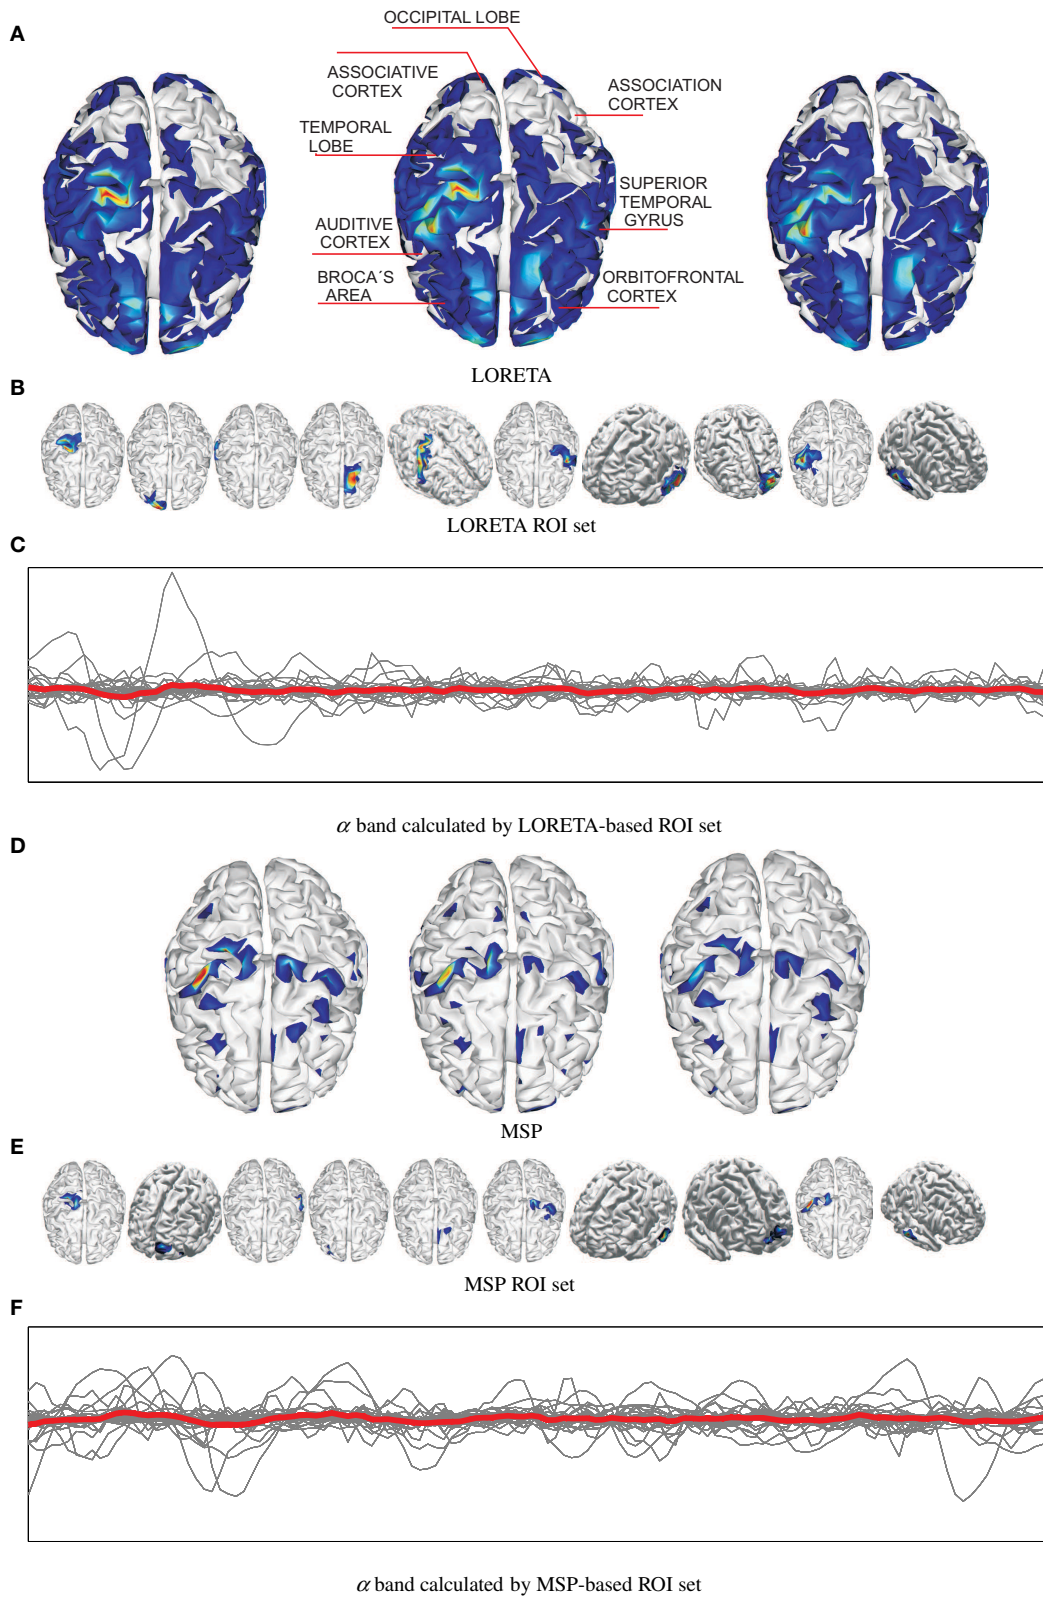 A
OCCIPITAL LOBE
ASSOCIATIVE
CORTEX
ASSOCIATION
CORTEX
TEMPORAL
LOBE
SUPERIOR
TEMPORAL
GYRUS
AUDITIVE
CORTEX
BROCA´S
AREA
ORBITOFRONTAL
CORTEX
LORETA
B
LORETA ROI set
C
α band calculated by LORETA-based ROI set
D
MSP
E
MSP ROI set
F
α band calculated by MSP-based ROI set